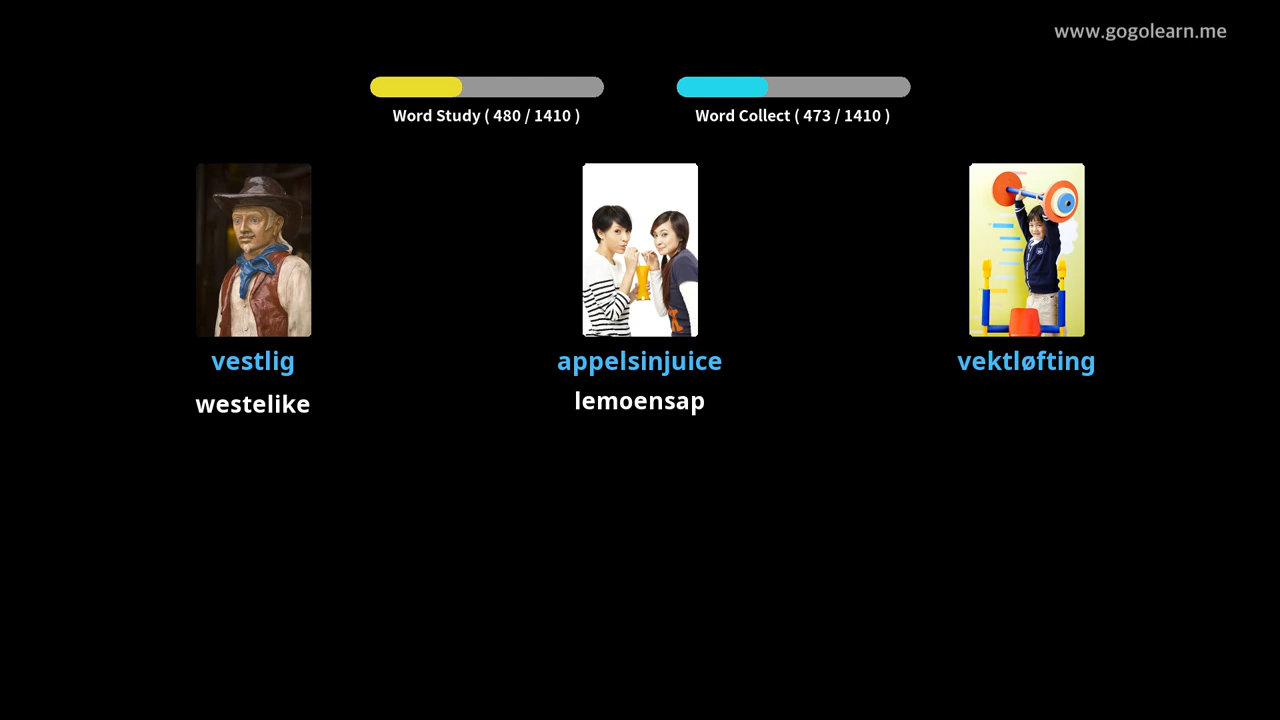 www.gogolearn.me
Word Study ( 480 / 1410 )
Word Collect ( 473 / 1410 )
vestlig
appelsinjuice
vektløfting
westelike
lemoensap